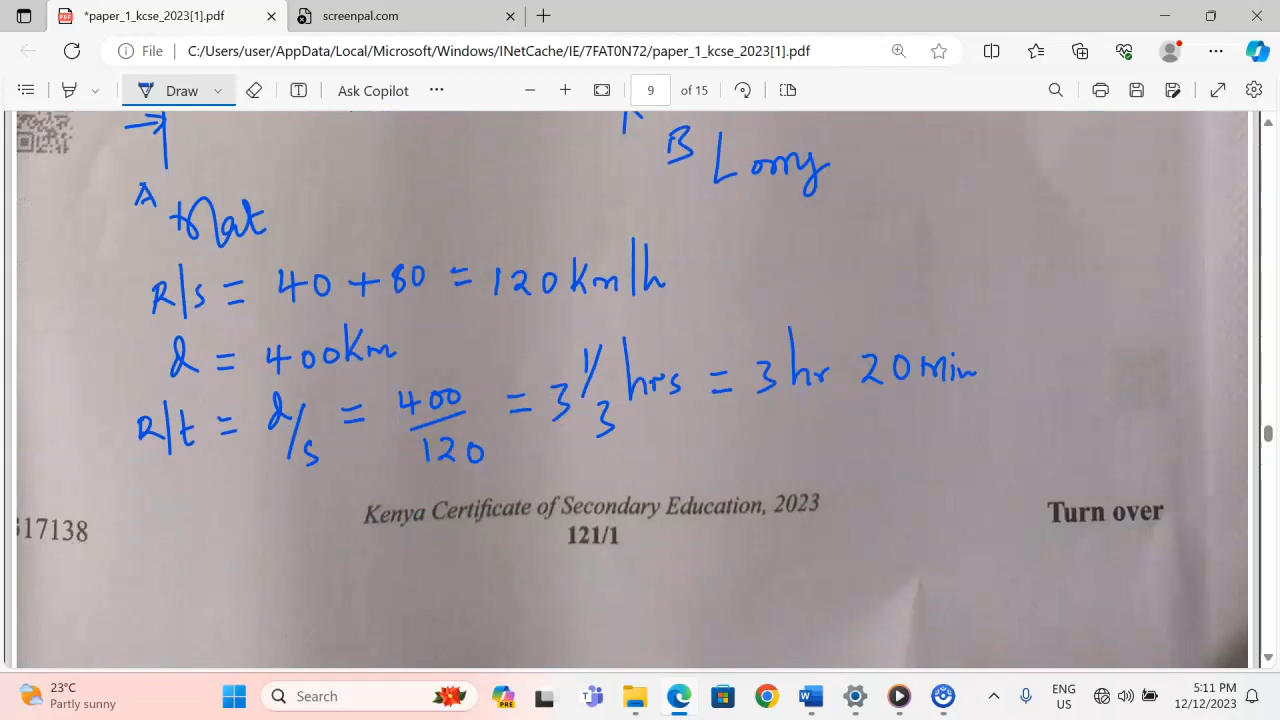 *paper_1_kcse_2023[1].pdf
screenpal.com
File C:/Users/user/AppData/Local/Microsoft/Windows/INetCache/IE/7FAT0N72/paper_1_kcse_2023[1].pdf
Draw
Ask Copilot
9 of 15
B Lorry
A Mat
R/s = 40 + 80 = 120 Km/h
d = 400Km
R/t = d/s = 400/120 = 3 1/3 hrs = 3 hr 20 Min
Kenya Certificate of Secondary Education, 2023
121/1
17138
Turn over
23°C
Partly sunny
Search
PRE
ENG
US
5:11 PM
12/12/2023